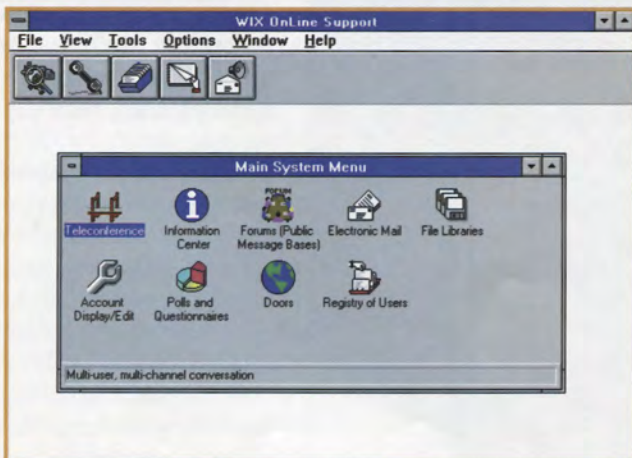 WIX OnLine Support
File View Tools Options Window Help
Main System Menu
Teleconference
Information
Center
FORUM
Forums (Public
Message Bases)
Electronic Mail
File Libraries
Account
Display/Edit
Polls and
Questionnaires
Doors
Registry of Users
Multi-user, multi-channel conversation